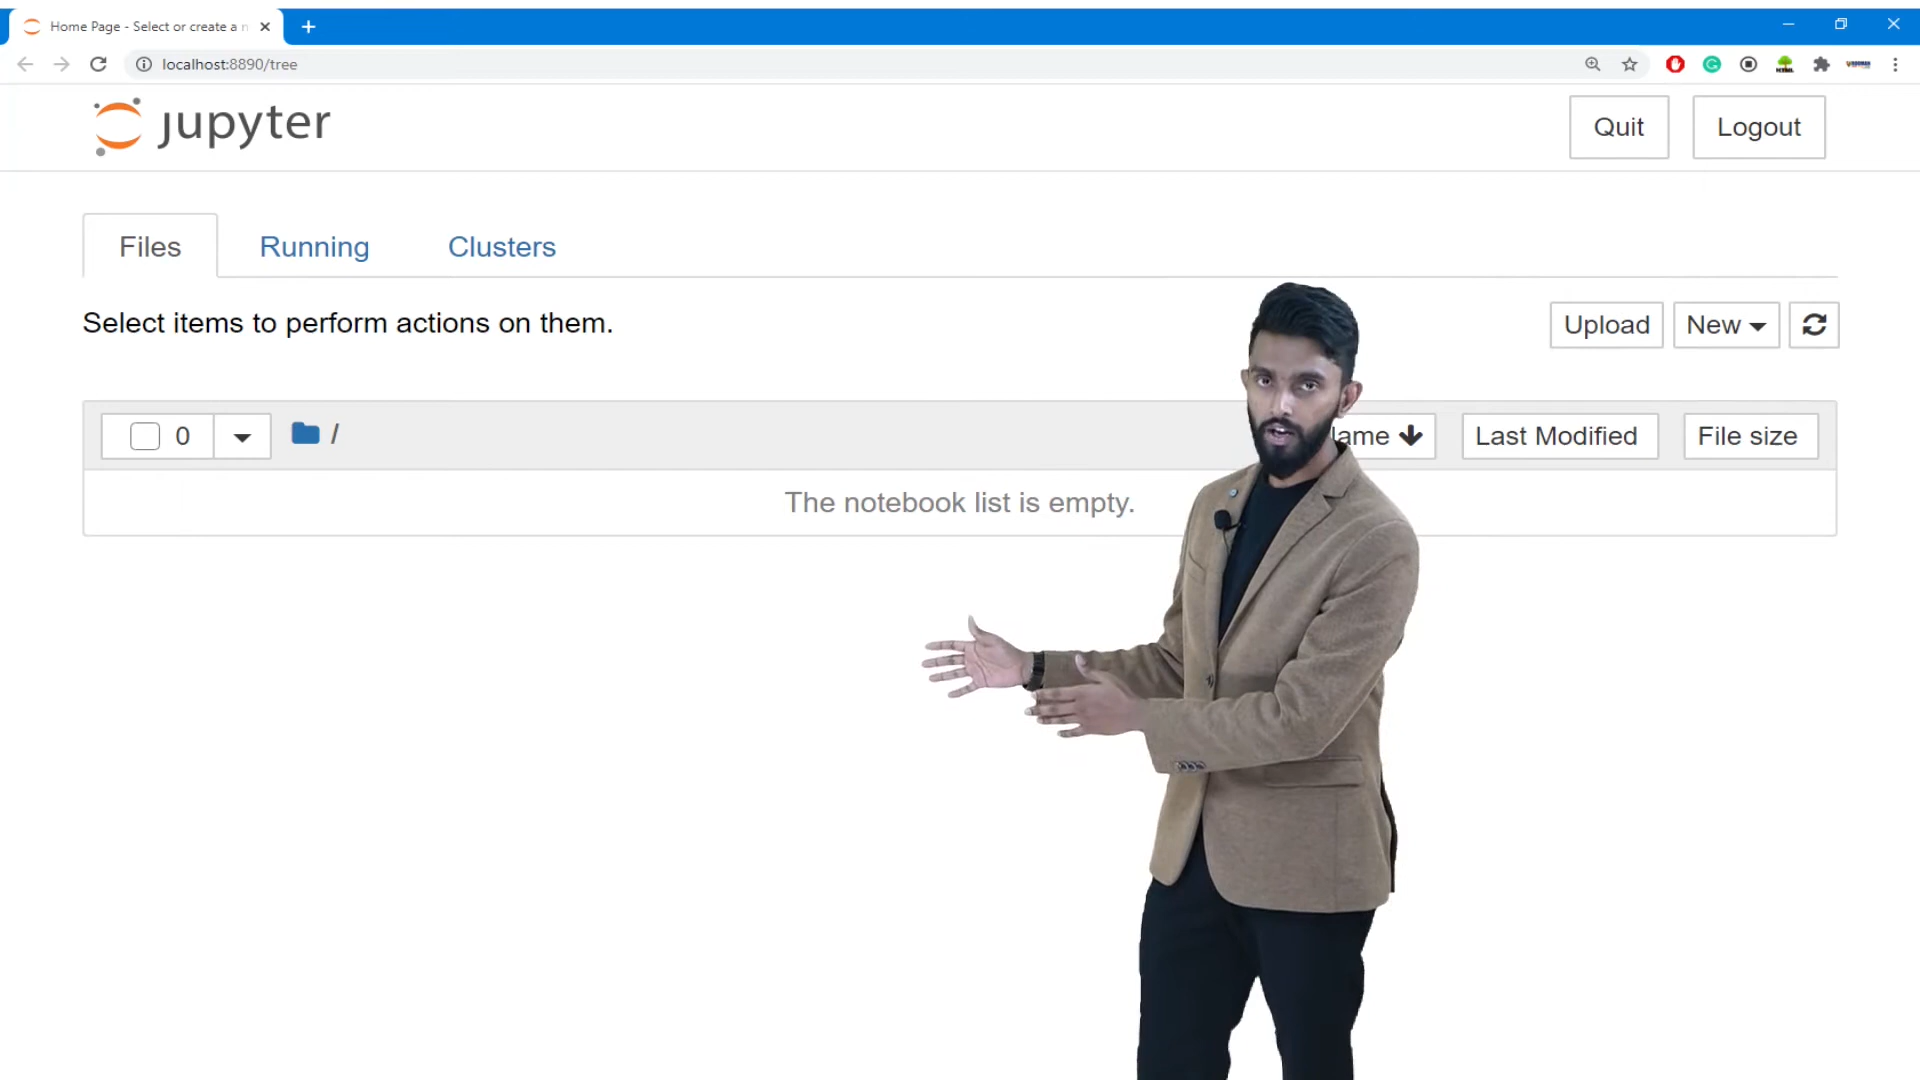 Home Page - Select or create a n
localhost:8890/tree
jupyter
Quit
Logout
Files
Running
Clusters
Select items to perform actions on them.
Upload
New
0
/
ame
Last Modified
File size
The notebook list is empty.